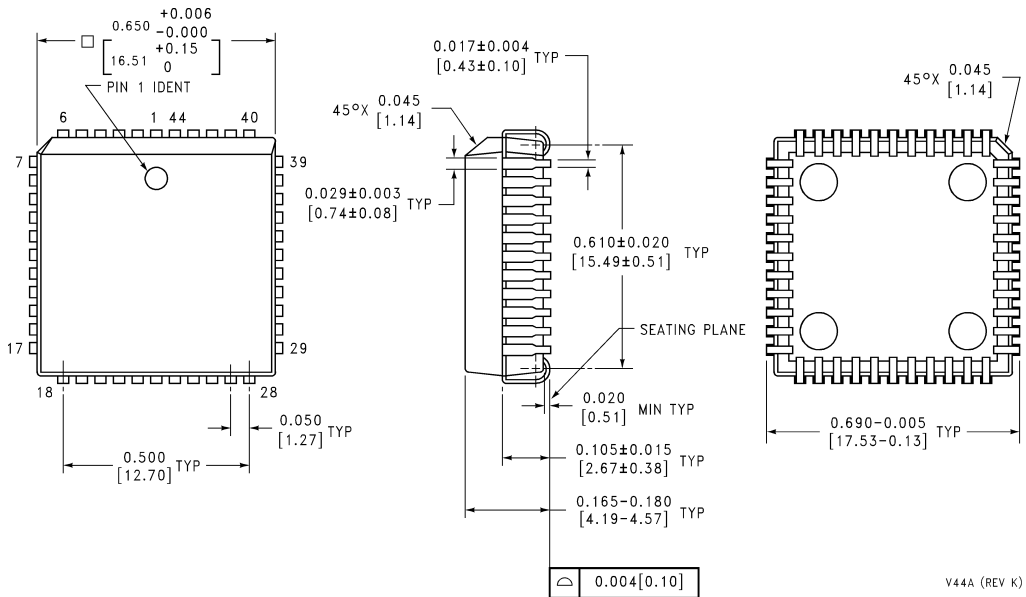 0.650 +0.006 -0.000
[16.51 +0.15 0]
PIN 1 IDENT
6 1 44 40
7 39
17 29
18 28
0.050
[1.27] TYP
0.500
[12.70] TYP
0.017±0.004
[0.43±0.10] TYP
45°X 0.045
[1.14]
0.029±0.003
[0.74±0.08] TYP
0.610±0.020
[15.49±0.51] TYP
SEATING PLANE
0.020
[0.51] MIN TYP
0.105±0.015
[2.67±0.38] TYP
0.165-0.180
[4.19-4.57] TYP
0.004[0.10]
45°X 0.045
[1.14]
0.690-0.005
[17.53-0.13] TYP
V44A (REV K)